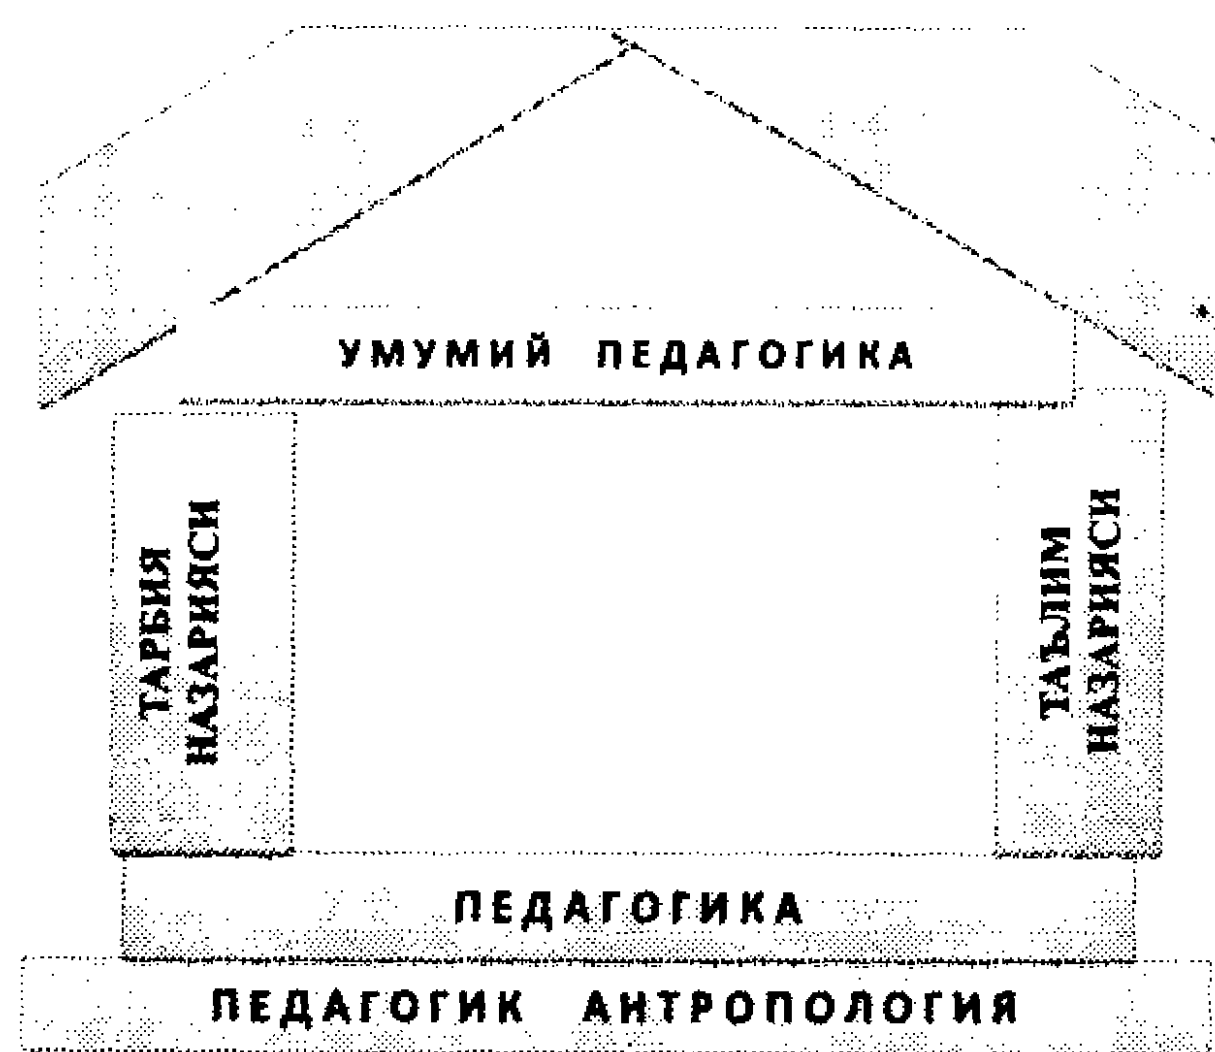 УМУМИЙ ПЕДАГОГИКА
ТАРБИЯ
НАЗАРИЯСИ
ТАЪЛИМ
НАЗАРИЯСИ
ПЕДАГОГИКА
ПЕДАГОГИК АНТРОПОЛОГИЯ